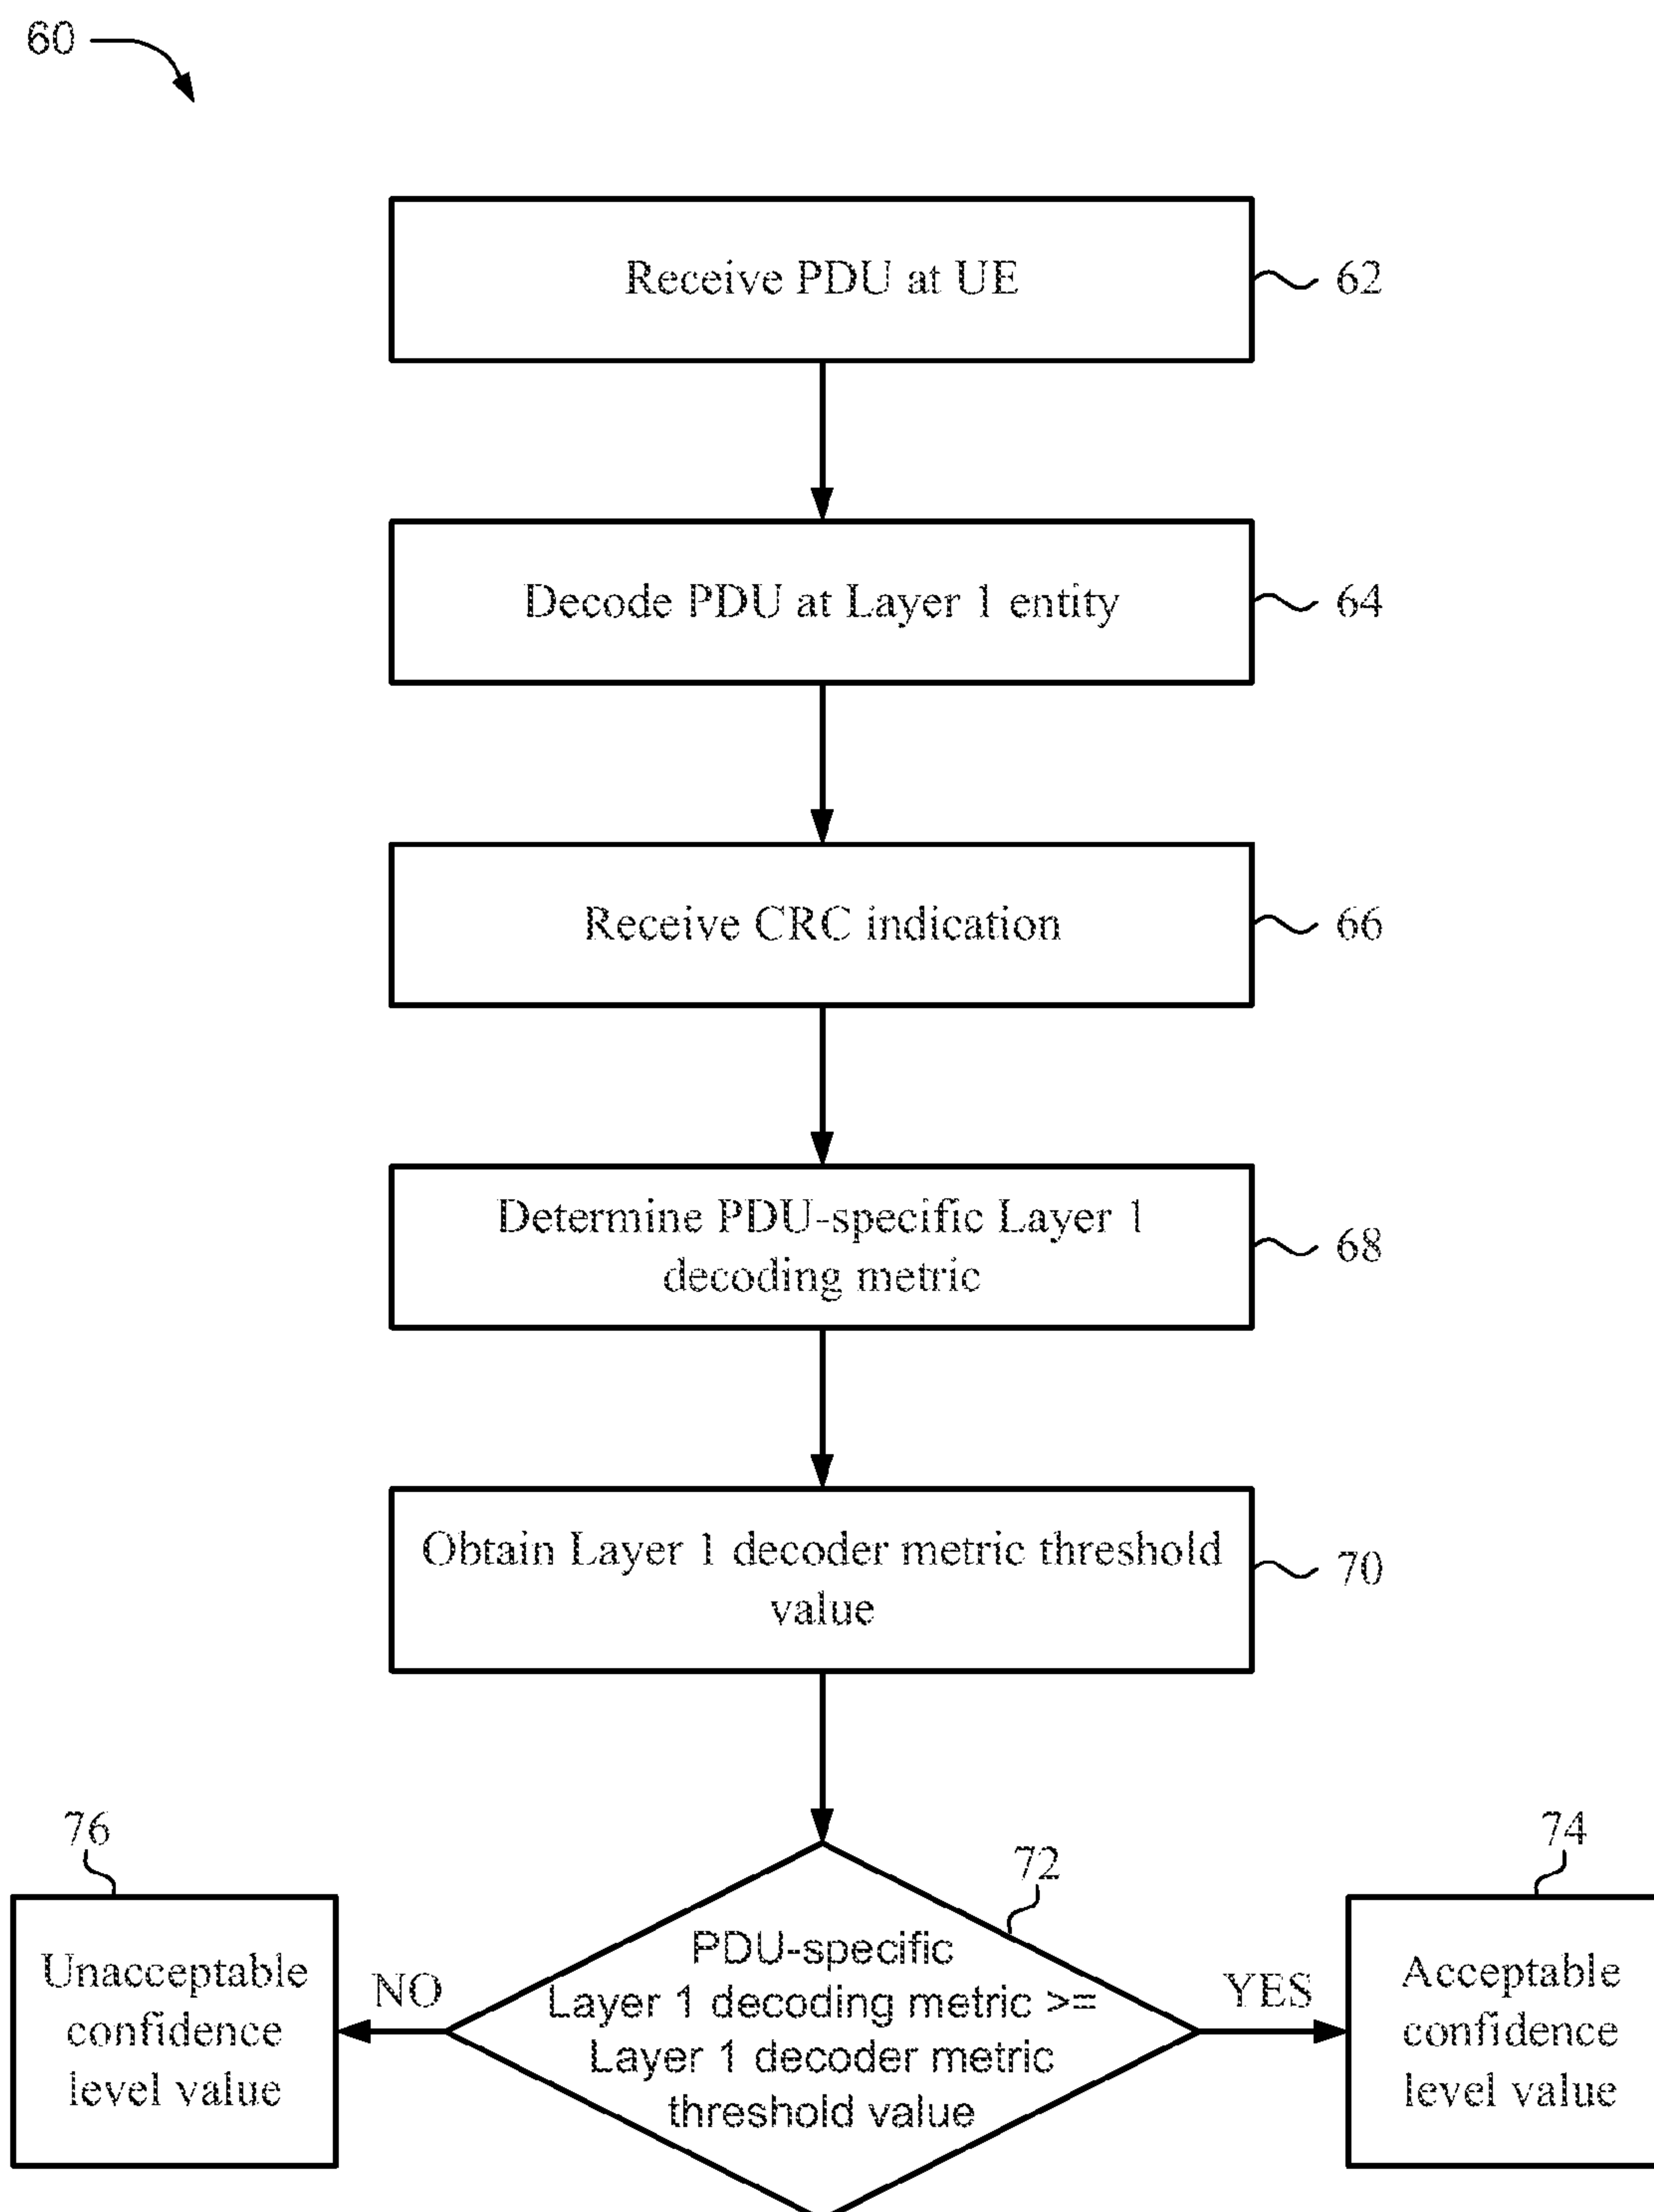 60
Receive PDU at UE
62
Decode PDU at Layer 1 entity
64
Receive CRC indication
66
Determine PDU-specific Layer 1
decoding metric
68
Obtain Layer 1 decoder metric threshold
value
70
76
72
74
Unacceptable
confidence
level value
NO
PDU-specific
Layer 1 decoding metric >=
Layer 1 decoder metric
threshold value
YES
Acceptable
confidence
level value